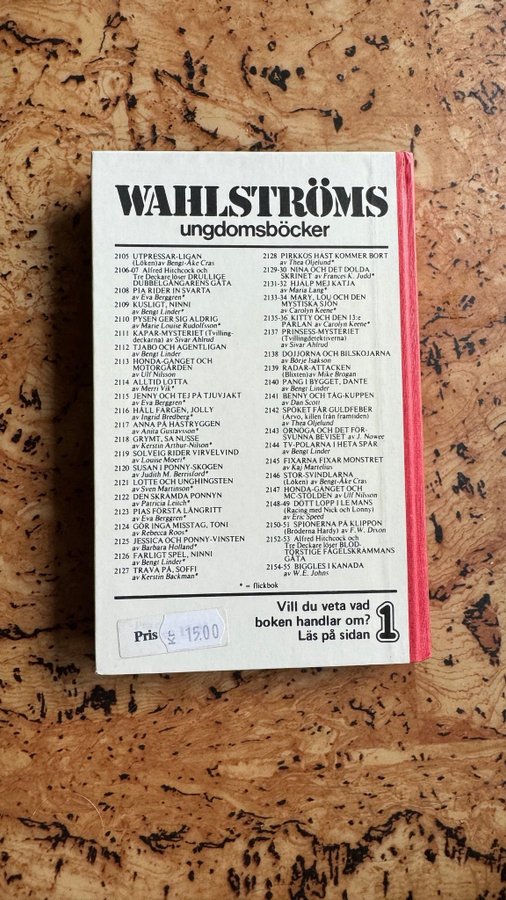 WAHLSTRÖMS
ungdomsböcker
2105 UTPRESSAR-LIGAN
(Löken) av Bengt-Åke Cras
2106-07 Alfred Hitchcock och
Tre Deckare löser DRULLIGE
DUBBELGÅNGARENS GÅTA
2108 PIA RIDER IN SVARTA
av Eva Berggren*
2109 KUSLIGT, NINNI
av Bengt Linder*
2110 PYSEN GER SIG ALDRIG
av Marie Louise Rudolfsson*
2111 KAPAR-MYSTERIET (Tvilling-
deckarna) av Sivar Ahlrud
2112 TJABO OCH AGENTLIGAN
av Bengt Linder
2113 HONDA-GÄNGET OCH
MOTORGÅRDEN
av Ulf Nilsson
2114 ALLTID LOTTA
av Merri Vik*
2115 JENNY OCH TEJ PÅ TJUVJAKT
av Eva Berggren*
2116 HÅLL FÄRGEN, JOLLY
av Ingrid Bredberg*
2117 ANNA PÅ HÄSTRYGGEN
av Anita Gustavsson*
2118 GRYMT, SA NUSSE
av Kerstin Arthur-Nilson*
2119 SOLVEIG RIDER VIRVELVIND
av Louise Moeri*
2120 SUSAN I PONNY-SKOGEN
av Judith M. Berrisford*
2121 LOTTE OCH UNGHINGSTEN
av Sven Martinson*
2122 DEN SKRÄMDA PONNYN
av Patricia Leitch*
2123 PIAS FÖRSTA LÅNGRITT
av Eva Berggren*
2124 GÖR INGA MISSTAG, TONI
av Rebecca Roor*
2125 JESSICA OCH PONNY-VINSTEN
av Barbara Holland*
2126 FARLIGT SPEL, NINNI
av Bengt Linder*
2127 TRAVA PÅ, SOFFI
av Kerstin Backman*
2128 PIRKKOS HÄST KOMMER BORT
av Thea Oljelund*
2129-30 NINA OCH DET DOLDA
SKRINET av Frances K. Judd*
2131-32 HJÄLP MEJ KATJA
av Maria Lang*
2133-34 MARY, LOU OCH DEN
MYSTISKA SJÖN
av Carolyn Keene*
2135-36 KITTY OCH DEN 13:e
PÄRLAN av Carolyn Keene*
2137 PRINSESS-MYSTERIET
(Tvillingdetektiverna)
av Sivar Ahlrud
2138 DOJJORNA OCH BILSKOJARNA
av Börje Isakson
2139 RADAR-ATTACKEN
(Blixten) av Mike Brogan
2140 PANG I BYGGET, DANTE
av Bengt Linder
2141 BENNY OCH TÅG-KUPPEN
av Dan Scott
2142 SPÖKET FÅR GULDFEBER
(Arvo, killen från framtiden)
av Thea Oljelund
2143 ÖRNÖGA OCH DET FÖR-
SVUNNA BEVISET av J. Nowee
2144 TV-POLARNA I HETA SPÅR
av Bengt Linder
2145 FIXARNA FIXAR MONSTRET
av Kaj Martelius
2146 STOR-SVINDLARNA
(Löken) av Bengt-Åke Cras
2147 HONDA-GÄNGET OCH
MC-STÖLDEN av Ulf Nilsson
2148-49 DÖTT LOPP I LE MANS
(Racing med Nick och Lonny)
av Eric Speed
2150-51 SPIONERNA PÅ KLIPPÖN
(Bröderna Hardy) av F.W. Dixon
2152-53 Alfred Hitchcock och
Tre Deckare löser BLOD-
TÖRSTIGE FÅGELSKRÄMMANS
GÅTA
2154-55 BIGGLES I KANADA
av W.E. Johns
* = flickbok
Pris
Kr 15.00
Vill du veta vad
boken handlar om?
Läs på sidan 1